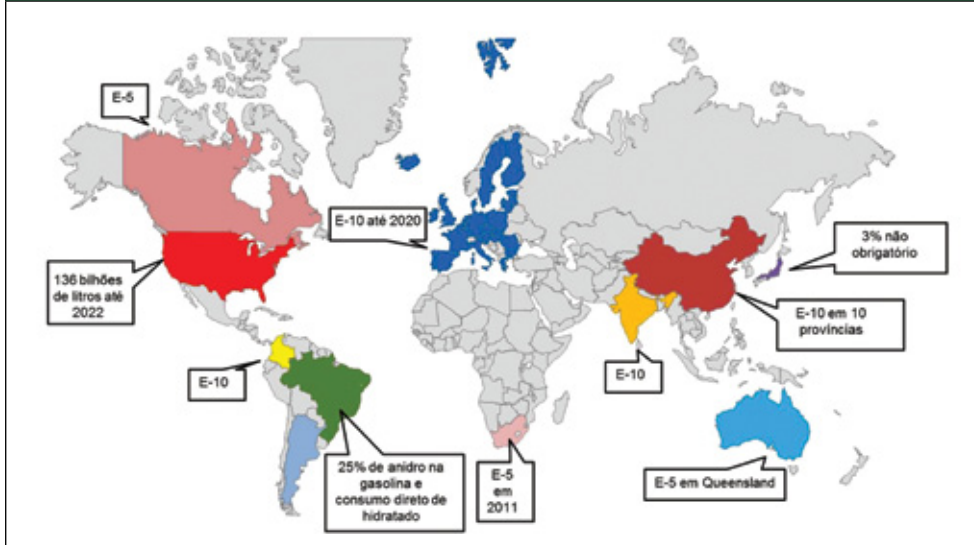 E-5
E-10 até 2020
3% não
obrigatório
136 bilhões
de litros até
2022
E-10 em 10
províncias
E-10
E-10
25% de anidro na
gasolina e
consumo direto de
hidratado
E-5
em
2011
E-5 em Queensland